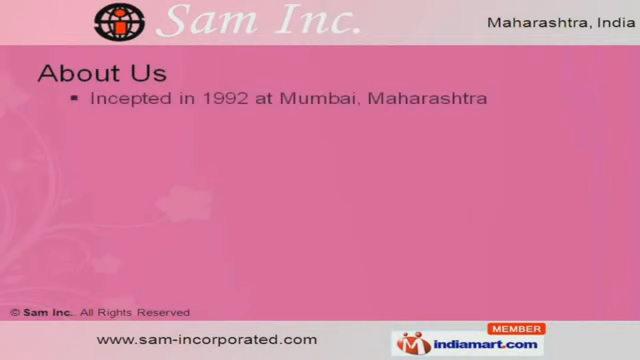 Sam Inc.
Maharashtra, India
About Us
▪ Incepted in 1992 at Mumbai, Maharashtra
© Sam Inc. All Rights Reserved
www.sam-incorporated.com
MEMBER
indiamart.com